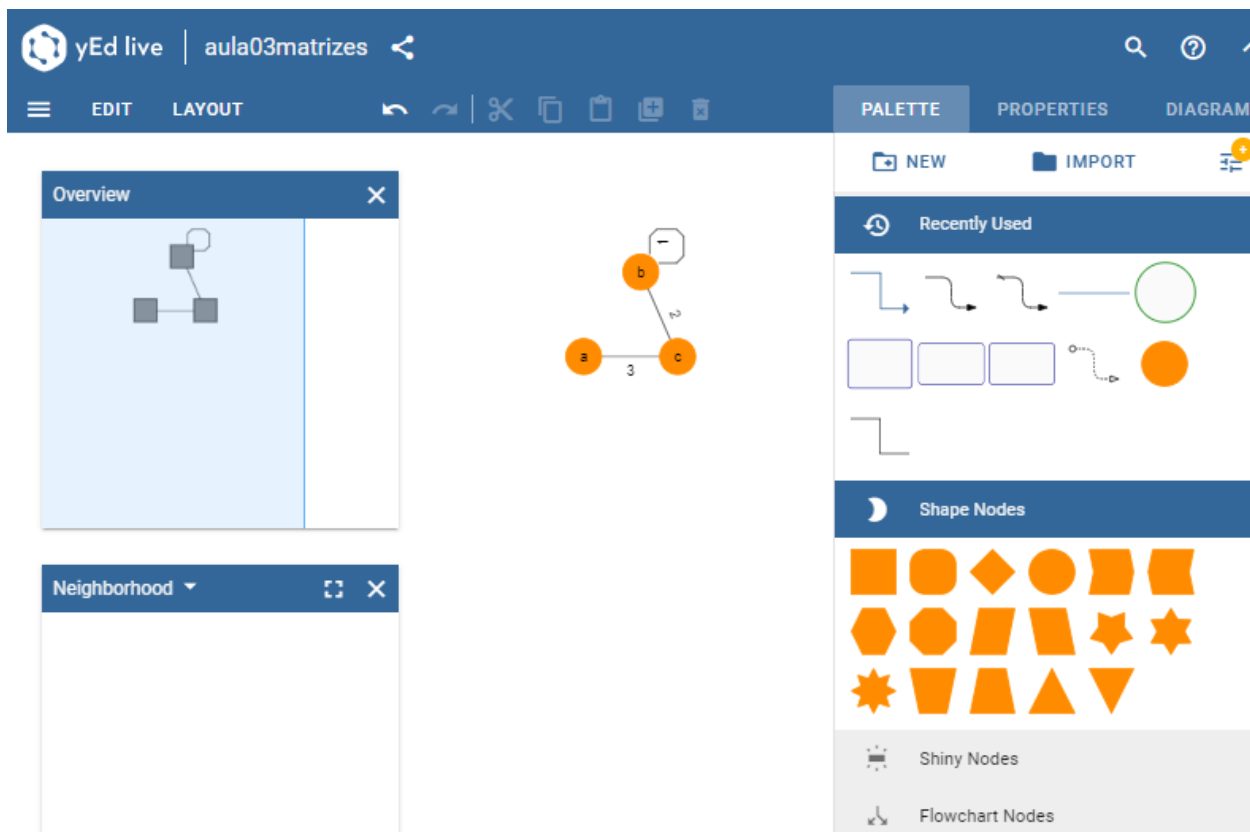 yEd live
aula03matrizes
EDIT
LAYOUT
PALETTE
PROPERTIES
DIAGRAM
NEW
IMPORT
Overview
Recently Used
1
b
2
a
c
3
Shape Nodes
Neighborhood
Shiny Nodes
Flowchart Nodes